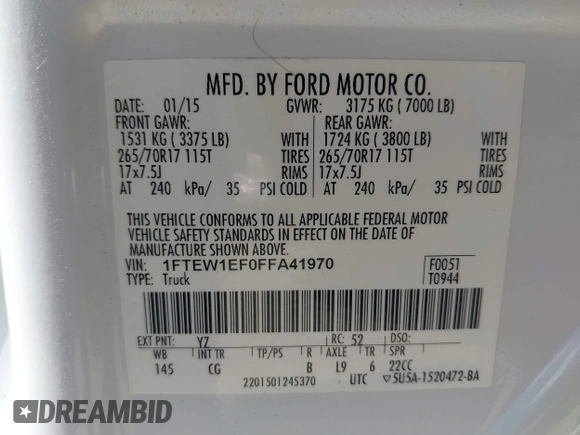 MFD. BY FORD MOTOR CO.
DATE: 01/15 GVWR: 3175 KG ( 7000 LB)
FRONT GAWR: REAR GAWR:
1531 KG ( 3375 LB) WITH 1724 KG ( 3800 LB) WITH
265/70R17 115T TIRES 265/70R17 115T TIRES
17x7.5J RIMS 17x7.5J RIMS
AT 240 kPa/ 35 PSI COLD AT 240 kPa/ 35 PSI COLD
THIS VEHICLE CONFORMS TO ALL APPLICABLE FEDERAL MOTOR
VEHICLE SAFETY STANDARDS IN EFFECT ON THE DATE OF
MANUFACTURE SHOWN ABOVE.
VIN: 1FTEW1EF0FFA41970 F0051
TYPE: Truck T0944
EXT PNT: YZ RC: 52 DSO:
WB INT TR TP/PS R AXLE TR SPR
145 CG B L9 6 22CC
2201501245370 UTC ▽5U5A-1520472-BA
DREAMBID